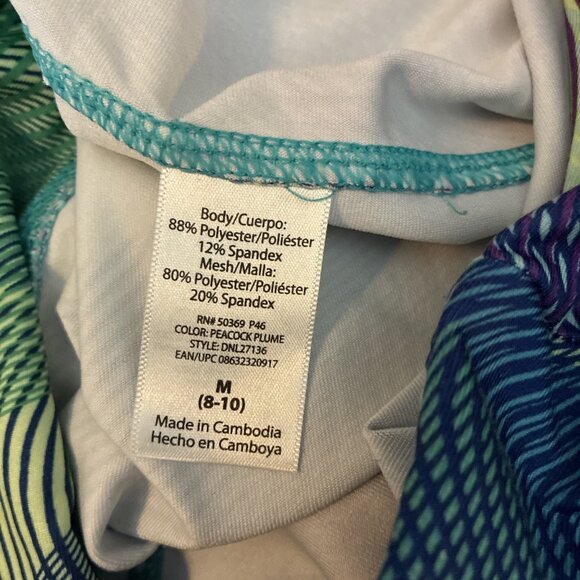 Body/Cuerpo:
88% Polyester/Poliéster
12% Spandex
Mesh/Malla:
80% Polyester/Poliéster
20% Spandex
RN# 50369 P46
COLOR: PEACOCK PLUME
STYLE: DNL27136
EAN/UPC 08632320917
M
(8-10)
Made in Cambodia
Hecho en Camboya